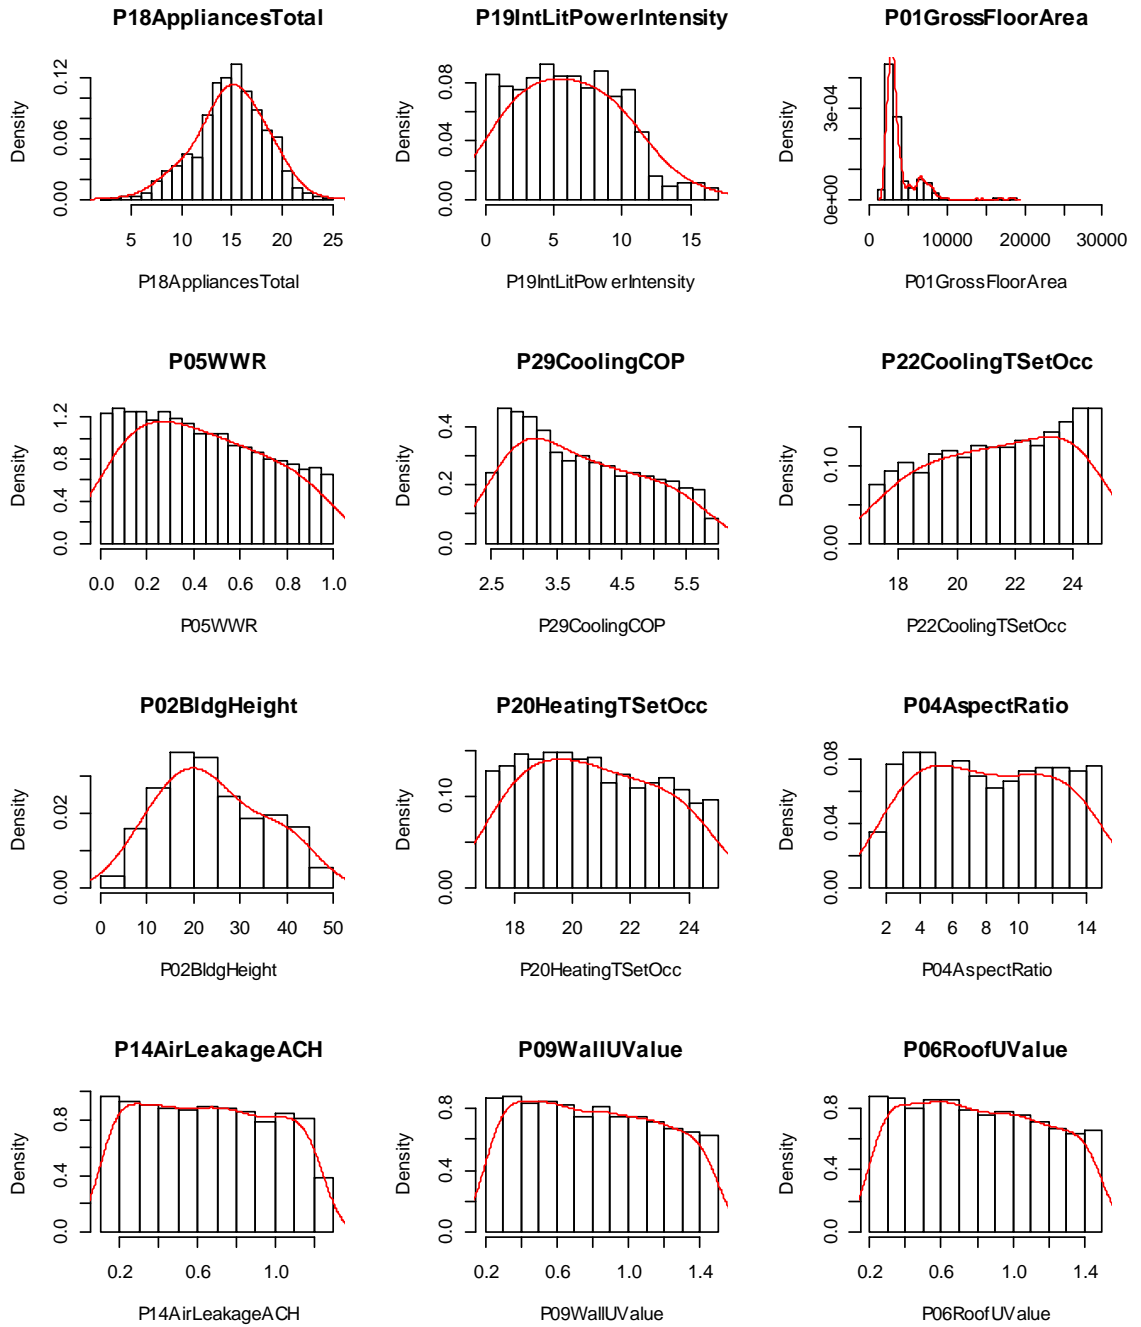 P18AppliancesTotal
Density
0.00 0.06 0.12
5 10 15 20 25
P18AppliancesTotal
P19IntLitPowerIntensity
Density
0.00 0.04 0.08
0 5 10 15
P19IntLitPowerIntensity
P01GrossFloorArea
Density
0e+00 3e-04
0 10000 20000 30000
P01GrossFloorArea
P05WWR
Density
0.0 0.4 0.8 1.2
0.0 0.2 0.4 0.6 0.8 1.0
P05WWR
P29CoolingCOP
Density
0.0 0.2 0.4
2.5 3.5 4.5 5.5
P29CoolingCOP
P22CoolingTSetOcc
Density
0.00 0.10
18 20 22 24
P22CoolingTSetOcc
P02BldgHeight
Density
0.00 0.02
0 10 20 30 40 50
P02BldgHeight
P20HeatingTSetOcc
Density
0.00 0.10
18 20 22 24
P20HeatingTSetOcc
P04AspectRatio
Density
0.00 0.04 0.08
2 4 6 8 10 14
P04AspectRatio
P14AirLeakageACH
Density
0.0 0.4 0.8
0.2 0.6 1.0
P14AirLeakageACH
P09WallUValue
Density
0.0 0.4 0.8
0.2 0.6 1.0 1.4
P09WallUValue
P06RoofUValue
Density
0.0 0.4 0.8
0.2 0.6 1.0 1.4
P06RoofUValue